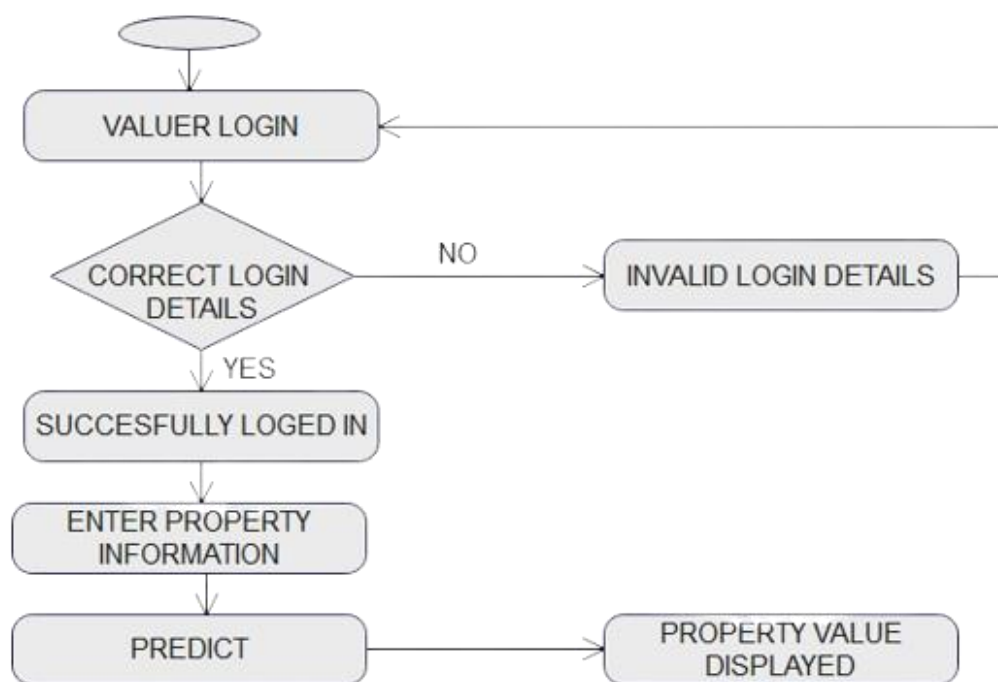 VALUER LOGIN
CORRECT LOGIN
DETAILS
NO
INVALID LOGIN DETAILS
YES
SUCCESFULLY LOGED IN
ENTER PROPERTY
INFORMATION
PREDICT
PROPERTY VALUE
DISPLAYED